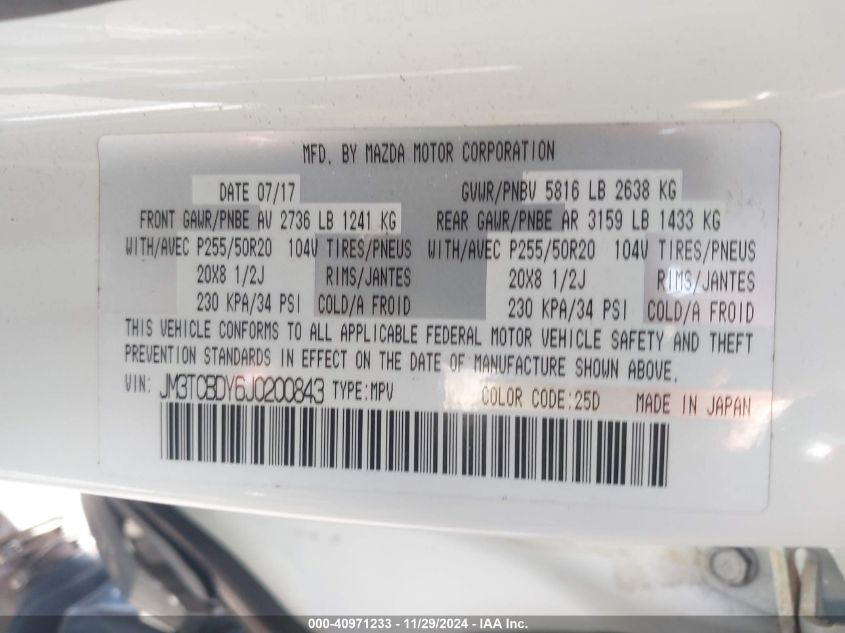 MFD. BY MAZDA MOTOR CORPORATION
DATE 07/17 GVWR/PNBV 5816 LB 2638 KG
FRONT GAWR/PNBE AV 2736 LB 1241 KG REAR GAWR/PNBE AR 3159 LB 1433 KG
WITH/AVEC P255/50R20 104V TIRES/PNEUS WITH/AVEC P255/50R20 104V TIRES/PNEUS
20X8 1/2J RIMS/JANTES 20X8 1/2J RIMS/JANTES
230 KPA/34 PSI COLD/A FROID 230 KPA/34 PSI COLD/A FROID
THIS VEHICLE CONFORMS TO ALL APPLICABLE FEDERAL MOTOR VEHICLE SAFETY AND THEFT
PREVENTION STANDARDS IN EFFECT ON THE DATE OF MANUFACTURE SHOWN ABOVE.
VIN: JM3TCBDY6J0200843 TYPE:MPV COLOR CODE:25D MADE IN JAPAN
000-40971233 - 11/29/2024 - IAA Inc.